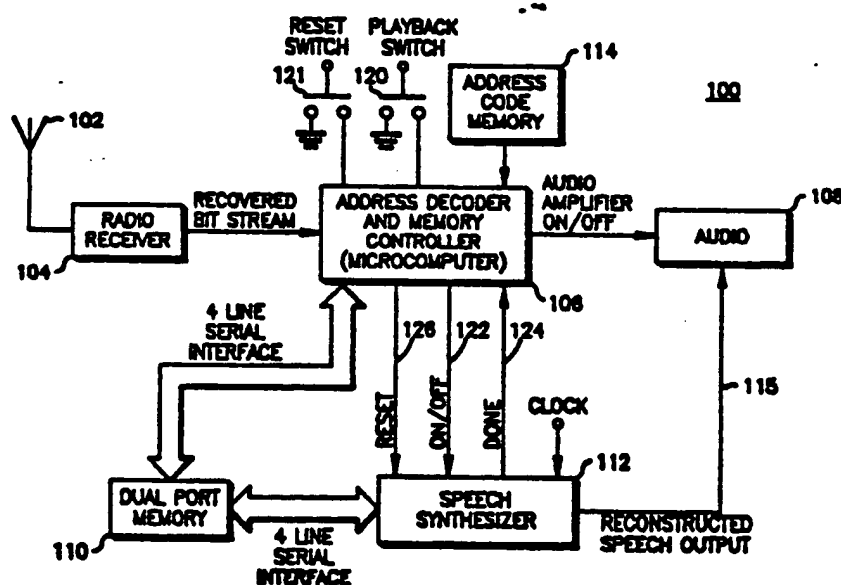 RESET
SWITCH
PLAYBACK
SWITCH
121
120
114
ADDRESS
CODE
MEMORY
100
102
RADIO
RECEIVER
104
RECOVERED
BIT STREAM
ADDRESS DECODER
AND MEMORY
CONTROLLER
(MICROCOMPUTER)
106
AUDIO
AMPLIFIER
ON/OFF
AUDIO
108
4 LINE
SERIAL
INTERFACE
126
122
124
RESET
ON/OFF
DONE
CLOCK
115
112
DUAL PORT
MEMORY
110
4 LINE
SERIAL
INTERFACE
SPEECH
SYNTHESIZER
RECONSTRUCTED
SPEECH OUTPUT